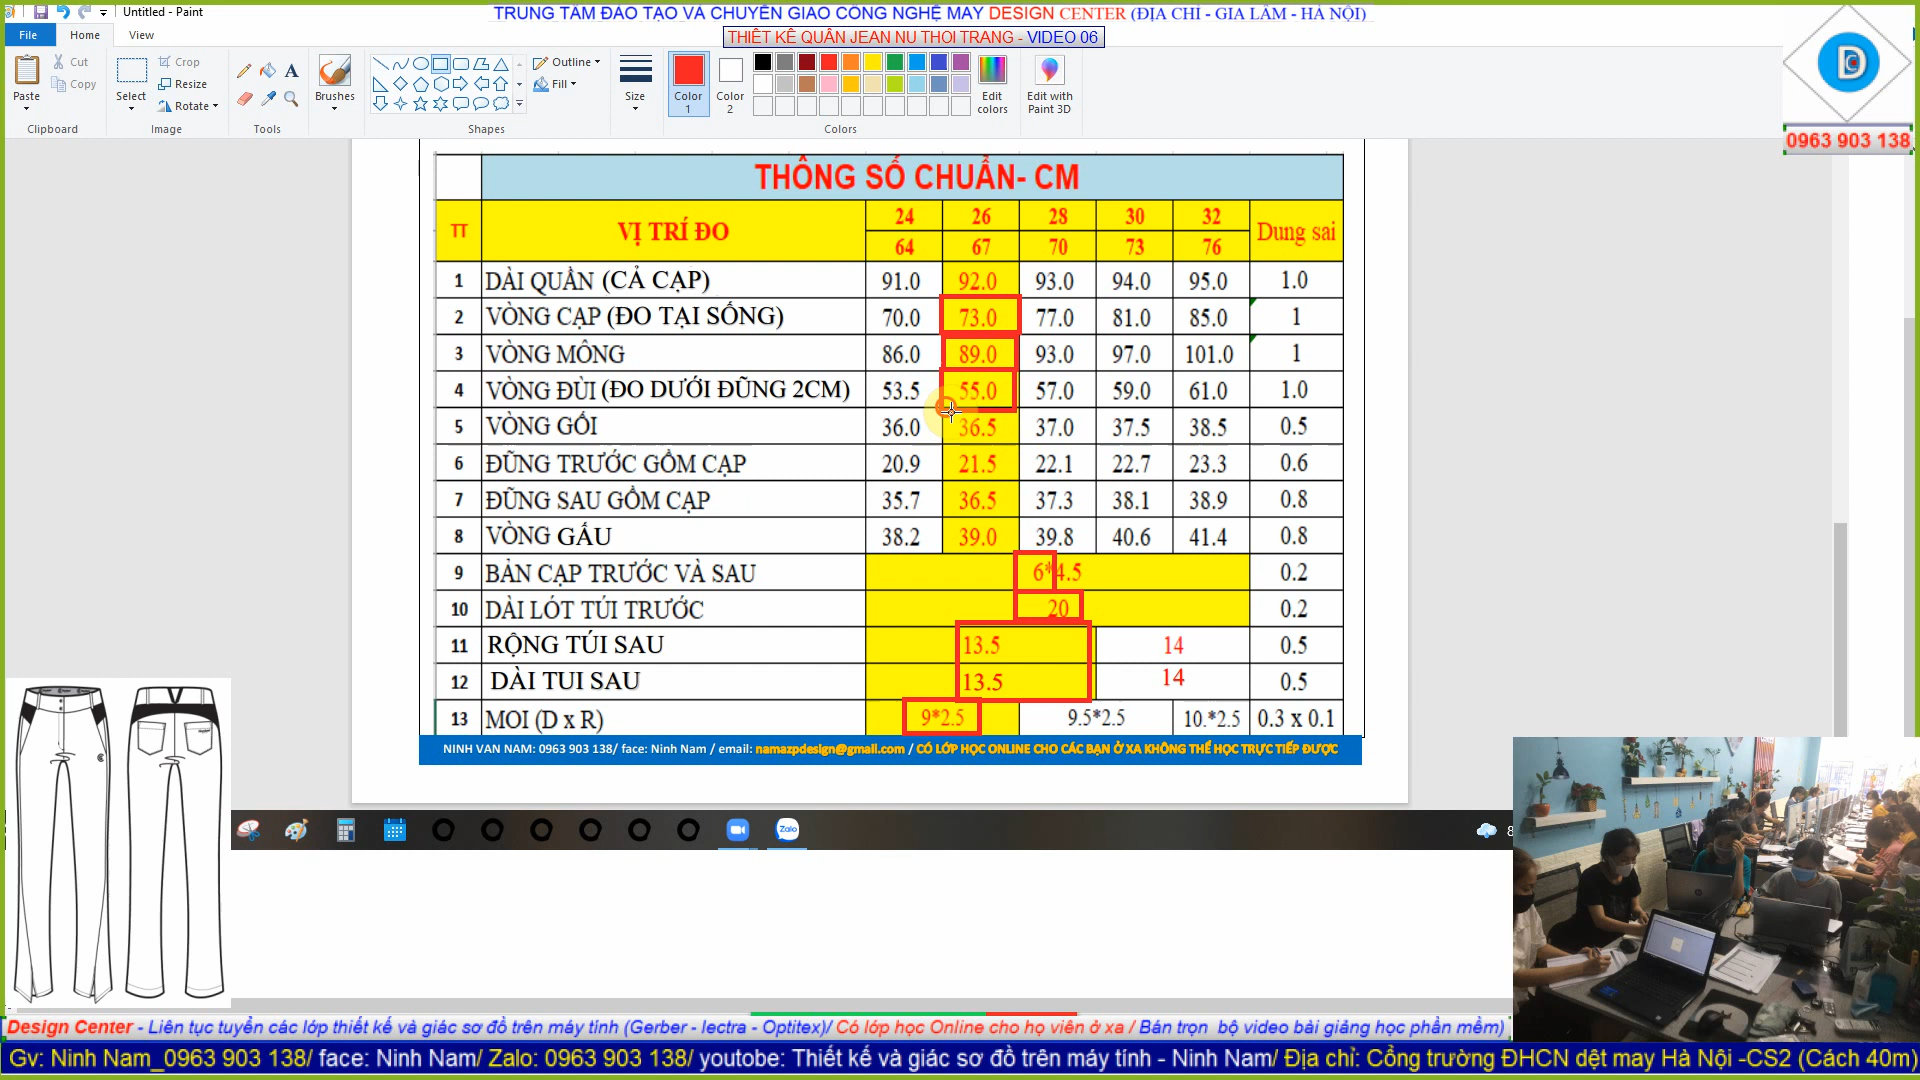 Untitled - Paint
TRUNG TÂM ĐÀO TẠO VÀ CHUYỂN GIAO CÔNG NGHỆ MAY DESIGN CENTER (ĐỊA CHỈ - GIA LÂM - HÀ NỘI)
File Home View
THIẾT KẾ QUẦN JEAN NU THOI TRANG - VIDEO 06
Paste
Cut
Copy
Clipboard
Select
Crop
Resize
Rotate
Image
A
Tools
Brushes
Shapes
Outline
Fill
Size
Color 1
Color 2
Colors
Edit colors
Edit with Paint 3D
D
0963 903 138
THÔNG SỐ CHUẨN- CM
TT VỊ TRÍ ĐO 24 26 28 30 32 Dung sai
64 67 70 73 76
1 DÀI QUẦN (CẢ CẠP) 91.0 92.0 93.0 94.0 95.0 1.0
2 VÒNG CẠP (ĐO TẠI SỐNG) 70.0 73.0 77.0 81.0 85.0 1
3 VÒNG MÔNG 86.0 89.0 93.0 97.0 101.0 1
4 VÒNG ĐÙI (ĐO DƯỚI ĐŨNG 2CM) 53.5 55.0 57.0 59.0 61.0 1.0
5 VÒNG GỐI 36.0 36.5 37.0 37.5 38.5 0.5
6 ĐŨNG TRƯỚC GỒM CẠP 20.9 21.5 22.1 22.7 23.3 0.6
7 ĐŨNG SAU GỒM CẠP 35.7 36.5 37.3 38.1 38.9 0.8
8 VÒNG GẤU 38.2 39.0 39.8 40.6 41.4 0.8
9 BẢN CẠP TRƯỚC VÀ SAU 6*4.5 0.2
10 DÀI LÓT TÚI TRƯỚC 20 0.2
11 RỘNG TÚI SAU 13.5 14 0.5
12 DÀI TUI SAU 13.5 14 0.5
13 MOI (D x R) 9*2.5 9.5*2.5 10.*2.5 0.3 x 0.1
NINH VAN NAM: 0963 903 138/ face: Ninh Nam / email: namazpdesign@gmail.com / CÓ LỚP HỌC ONLINE CHO CÁC BẠN Ở XA KHÔNG THỂ HỌC TRỰC TIẾP ĐƯỢC
Zalo
8
Design Center - Liên tục tuyển các lớp thiết kế và giác sơ đồ trên máy tính (Gerber - lectra - Optitex)/ Có lớp học Online cho họ viên ở xa / Bán trọn bộ video bài giảng học phần mềm)
Gv: Ninh Nam_0963 903 138/ face: Ninh Nam/ Zalo: 0963 903 138/ youtobe: Thiết kế và giác sơ đồ trên máy tính - Ninh Nam/ Địa chỉ: Cổng trường ĐHCN dệt may Hà Nội -CS2 (Cách 40m)